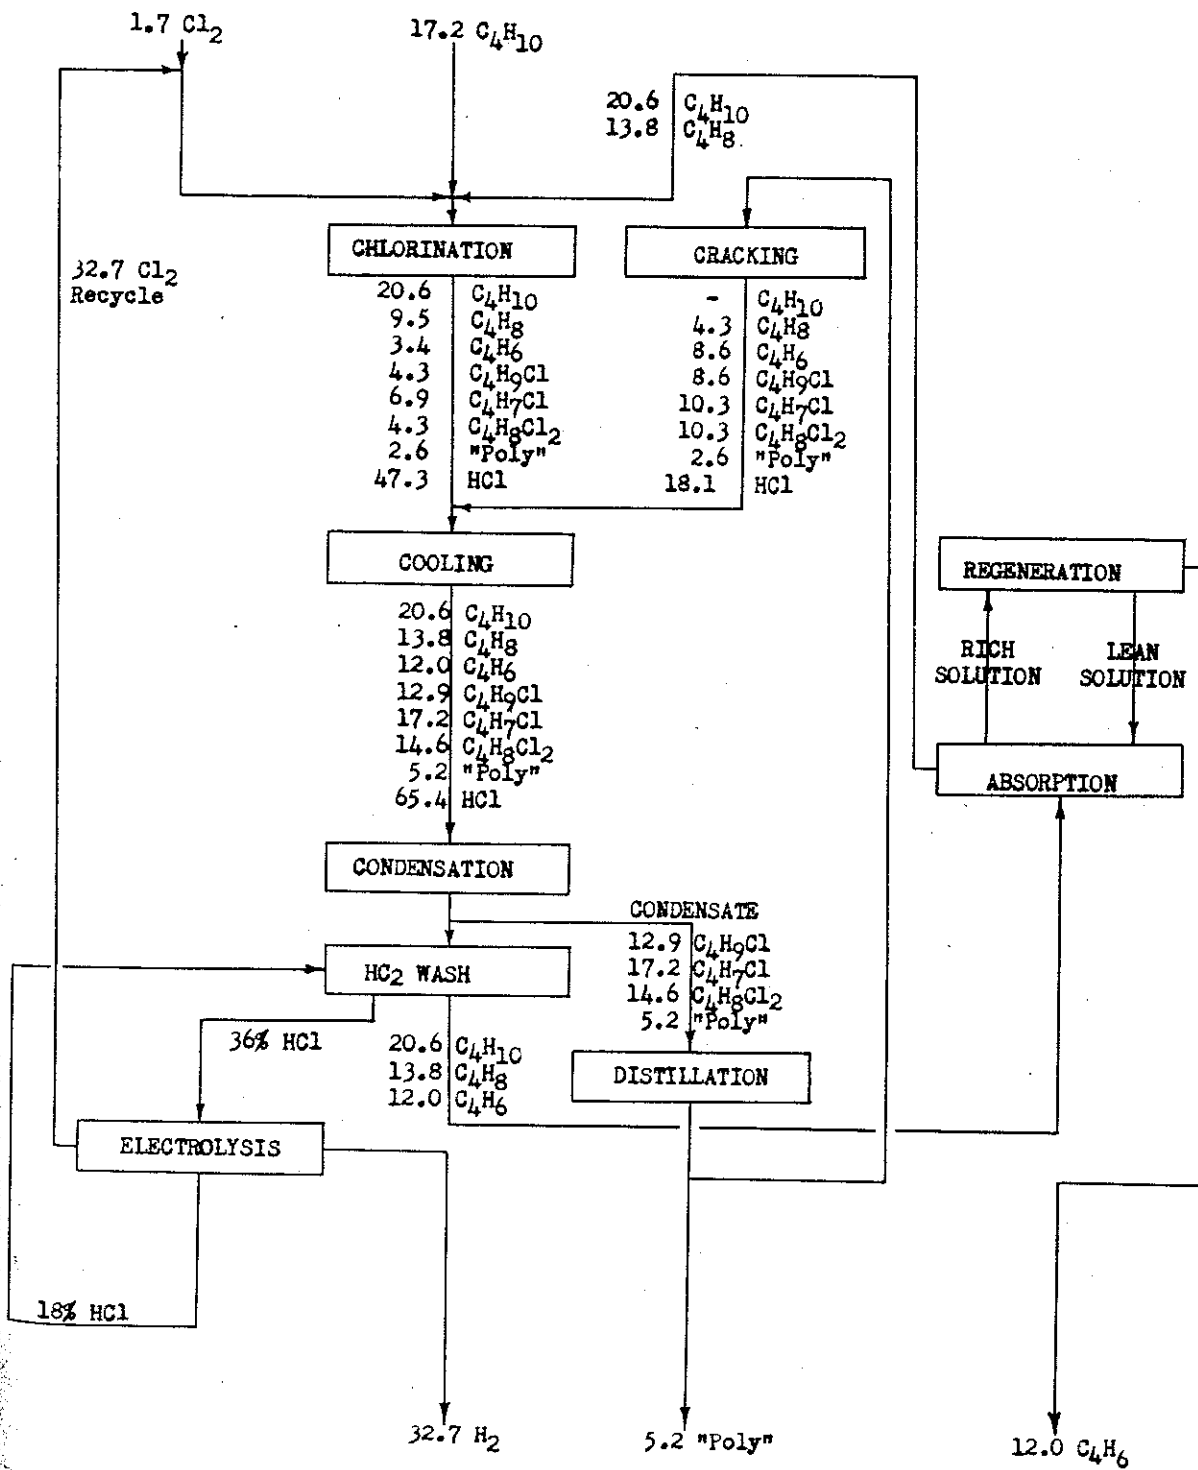 1.7 Cl2
17.2 C4H10
20.6 C4H10
13.8 C4H8
CHLORINATION
CRACKING
32.7 Cl2
Recycle
20.6 C4H10
9.5 C4H8
3.4 C4H6
4.3 C4H9Cl
6.9 C4H7Cl
4.3 C4H8Cl2
2.6 "Poly"
47.3 HCl
- C4H10
4.3 C4H8
8.6 C4H6
8.6 C4H9Cl
10.3 C4H7Cl
10.3 C4H8Cl2
2.6 "Poly"
18.1 HCl
COOLING
REGENERATION
20.6 C4H10
13.8 C4H8
12.0 C4H6
12.9 C4H9Cl
17.2 C4H7Cl
14.6 C4H8Cl2
5.2 "Poly"
65.4 HCl
RICH
SOLUTION
LEAN
SOLUTION
ABSORPTION
CONDENSATION
CONDENSATE
12.9 C4H9Cl
17.2 C4H7Cl
14.6 C4H8Cl2
5.2 "Poly"
HC2 WASH
36% HCl
20.6 C4H10
13.8 C4H8
12.0 C4H6
DISTILLATION
ELECTROLYSIS
18% HCl
32.7 H2
5.2 "Poly"
12.0 C4H6